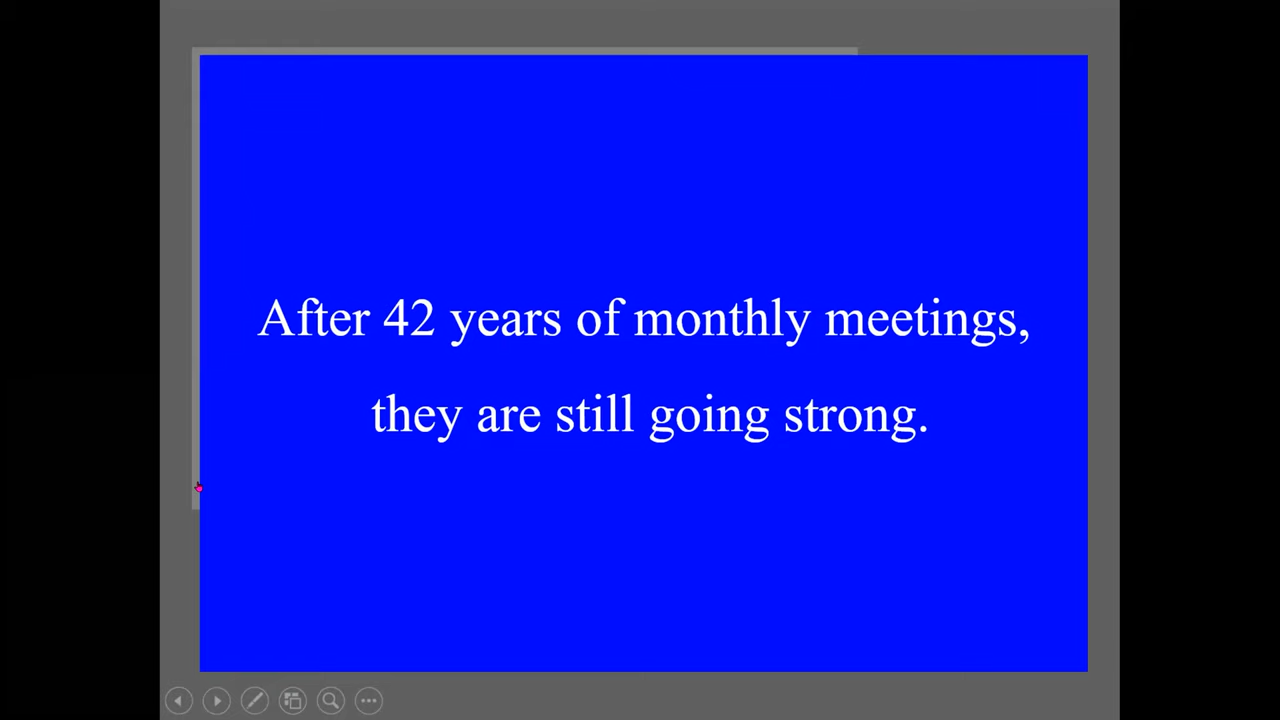 After 42 years of monthly meetings,
they are still going strong.